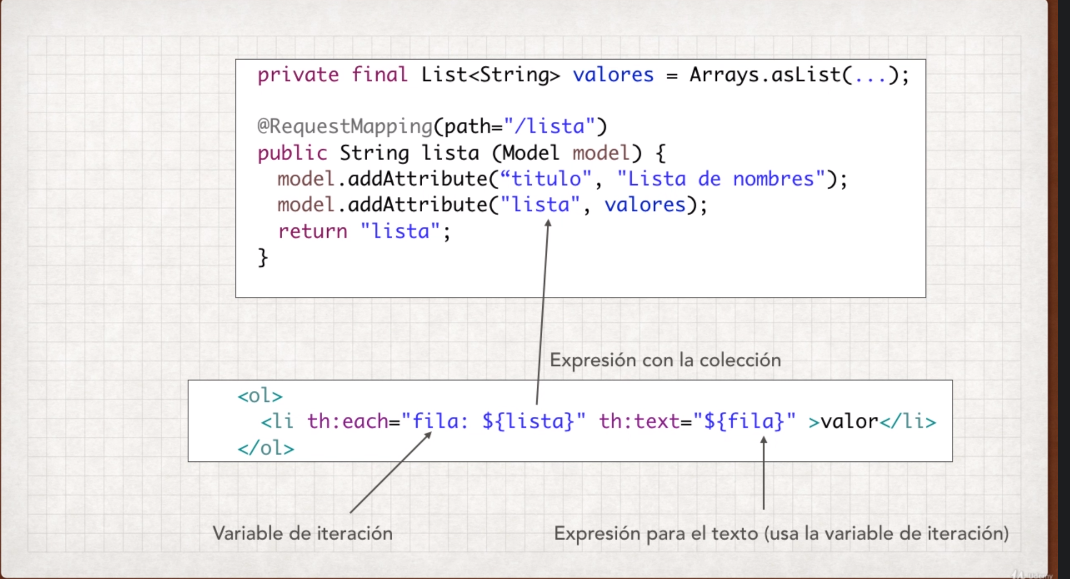 private final List<String> valores = Arrays.asList(...);
@RequestMapping(path="/lista")
public String lista (Model model) {
model.addAttribute(“titulo", "Lista de nombres");
model.addAttribute("lista", valores);
return "lista";
}
Expresión con la colección
<ol>
<li th:each="fila: ${lista}" th:text="${fila}" >valor</li>
</ol>
Variable de iteración
Expresión para el texto (usa la variable de iteración)